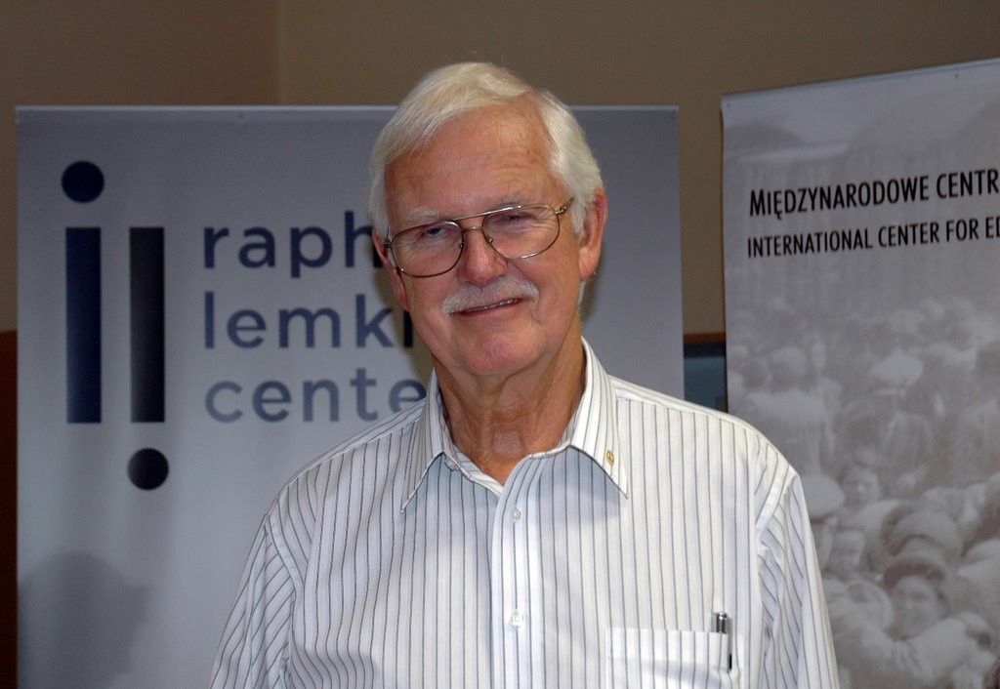 raph
lemk
cente
MIĘDZYNARODOWE CENTR
INTERNATIONAL CENTER FOR ED